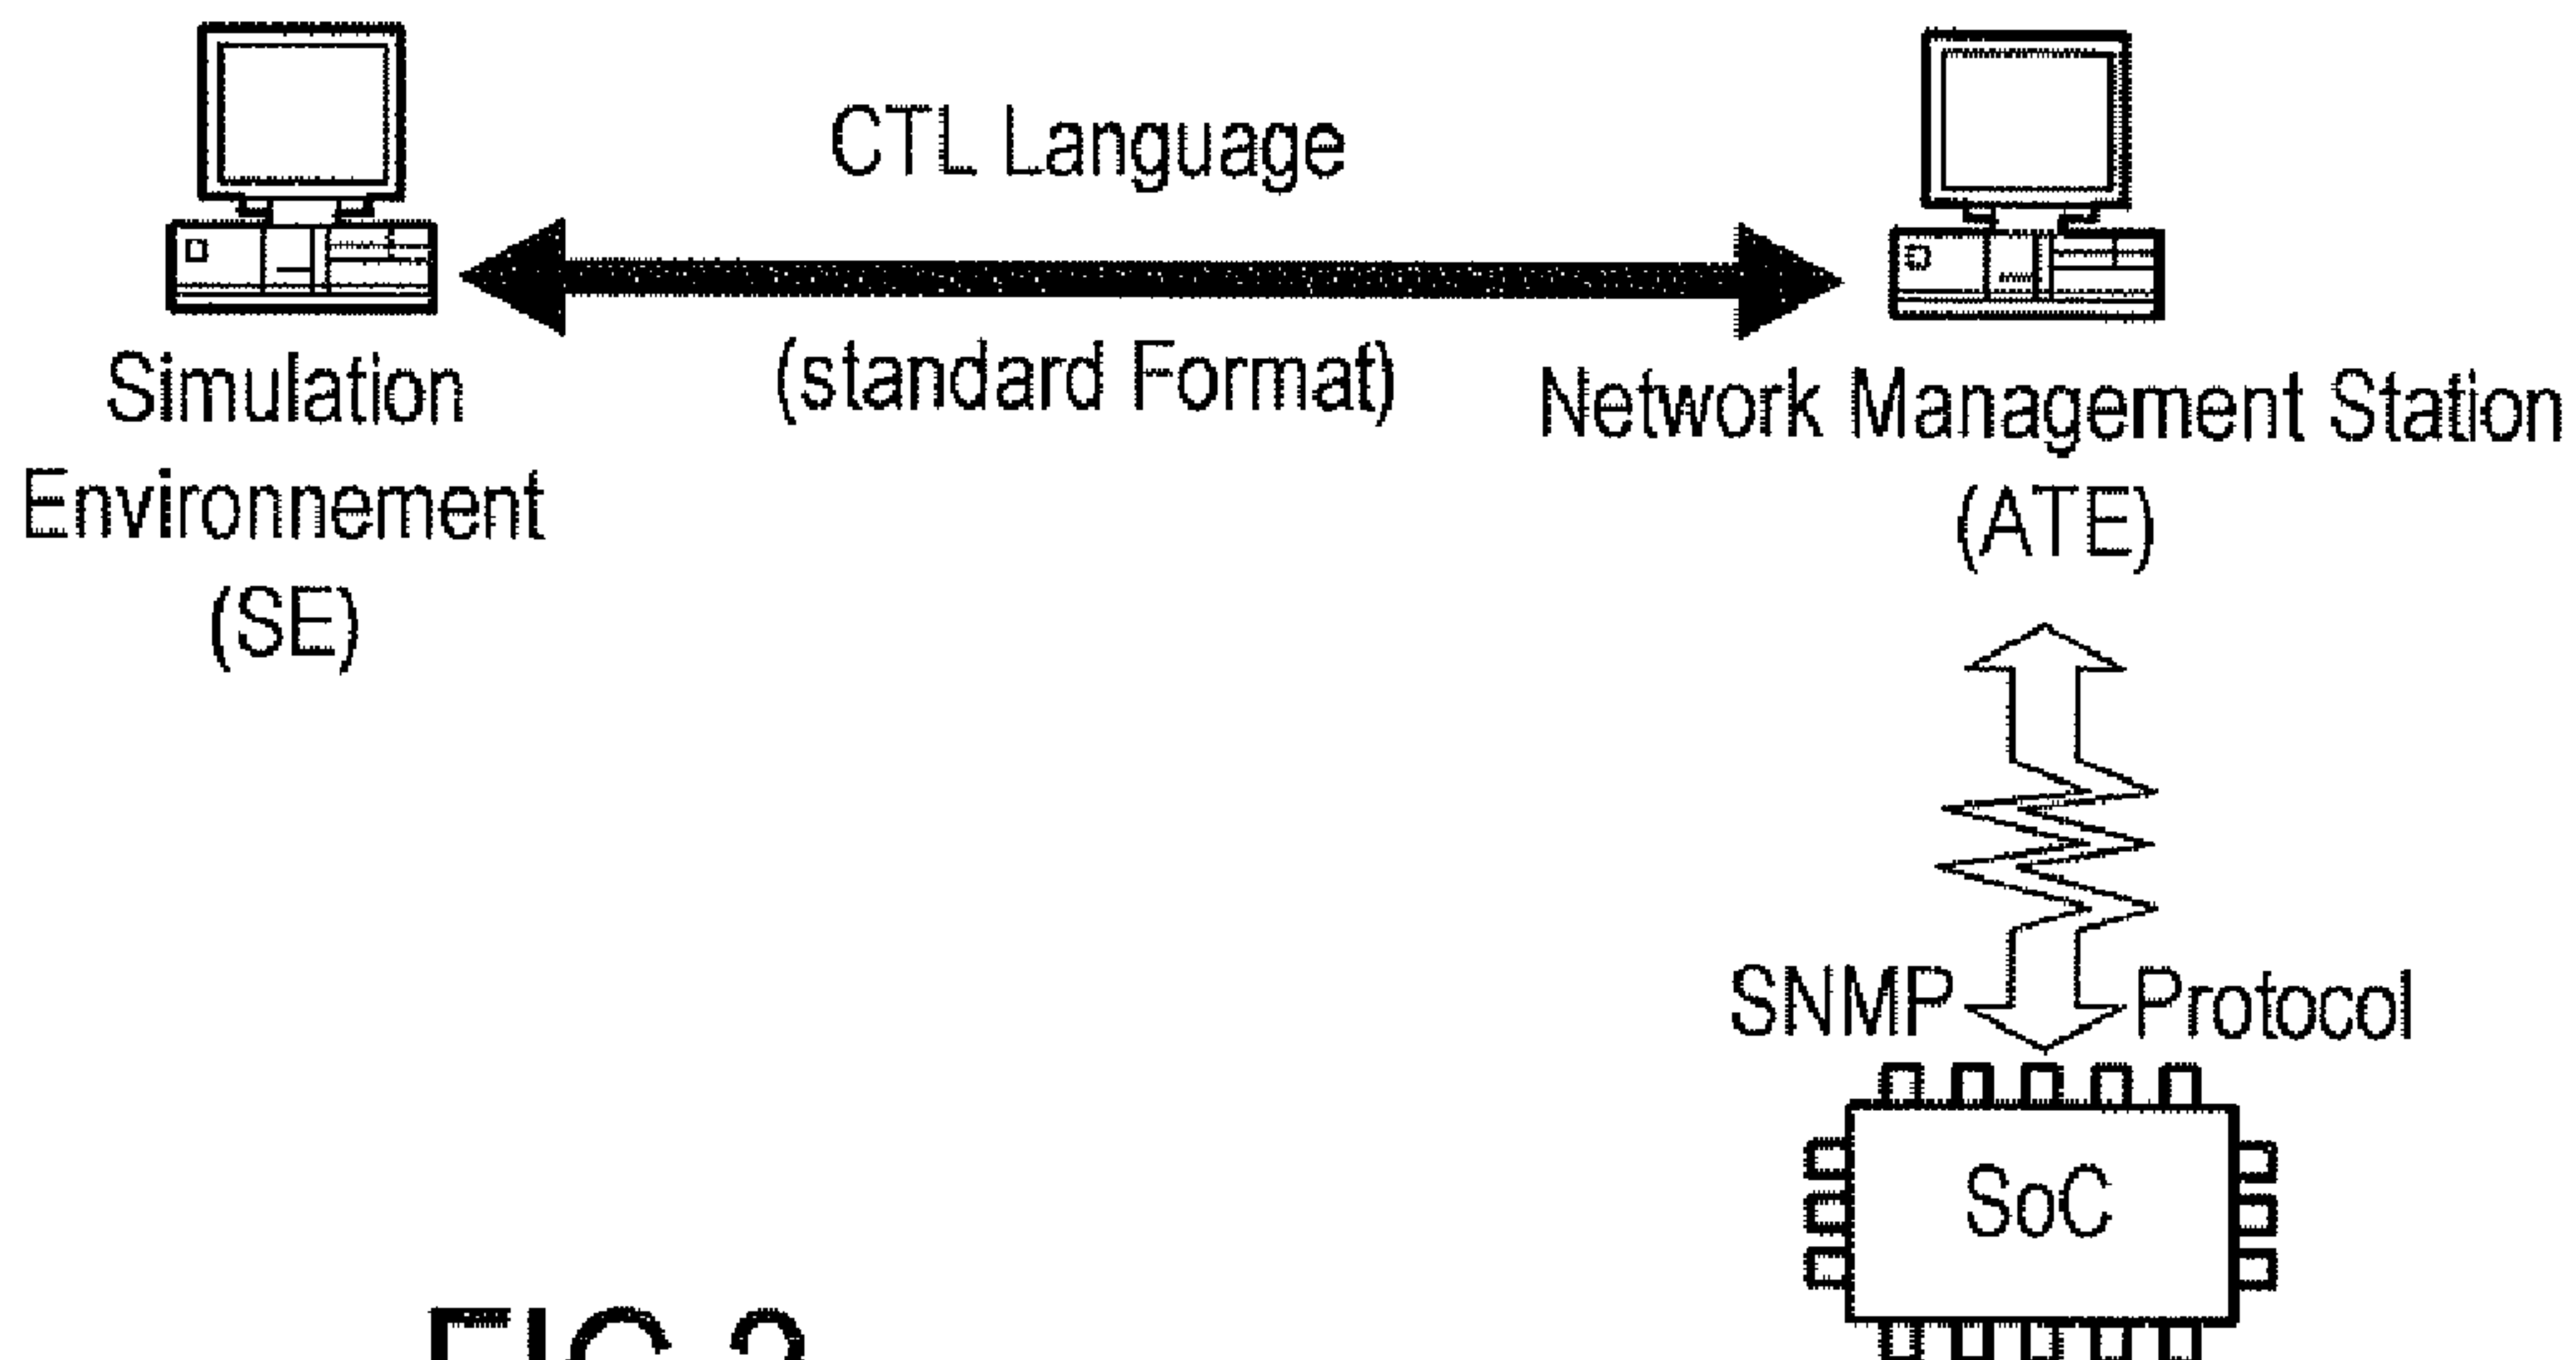 CTL Language
(standard Format)
Simulation
Environnement
(SE)
Network Management Station
(ATE)
SNMP Protocol
SoC